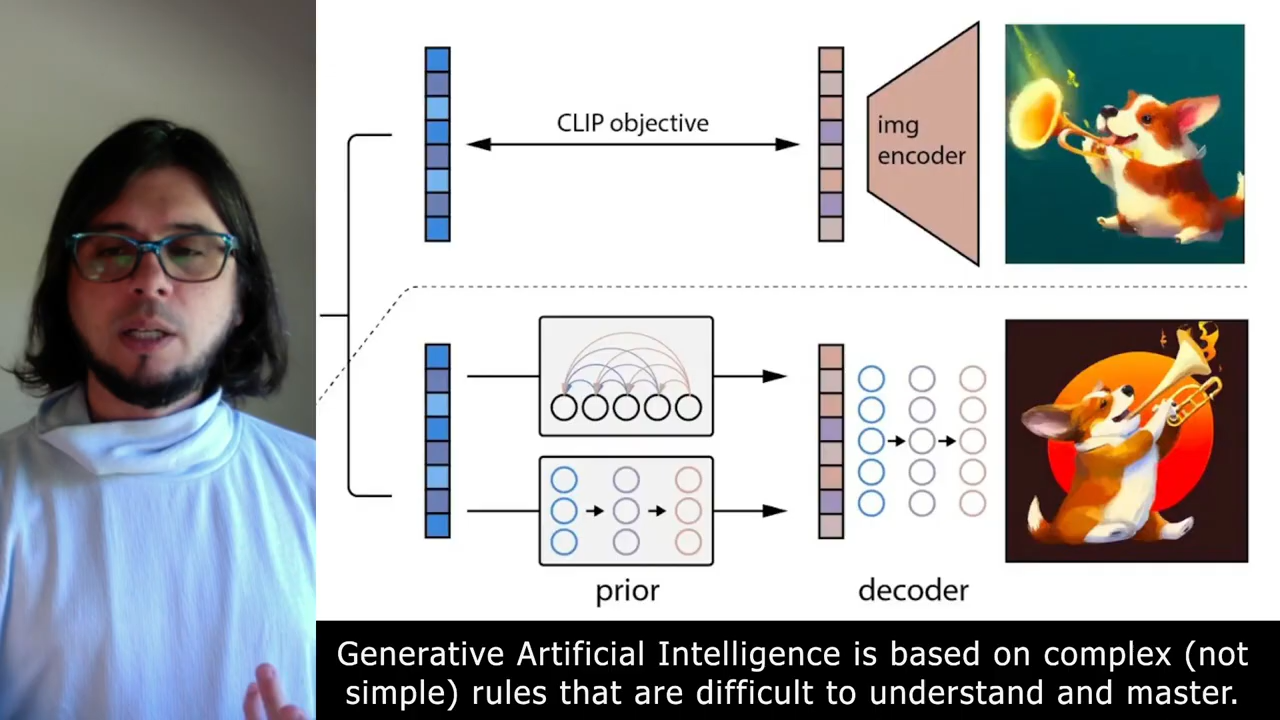 CLIP objective
img
encoder
prior
decoder
Generative Artificial Intelligence is based on complex (not
simple) rules that are difficult to understand and master.